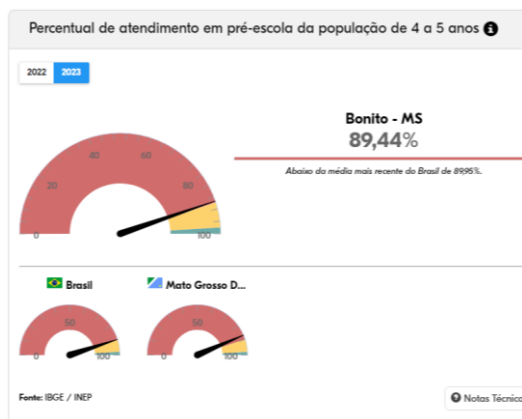 Percentual de atendimento em pré-escola da população de 4 a 5 anos
2022 2023
Bonito - MS
89,44%
Abaixo da média mais recente do Brasil de 89,95%.
0 20 40 60 80 100
Brasil
0 50 100
Mato Grosso D...
0 50 100
Fonte: IBGE / INEP
Notas Técnica